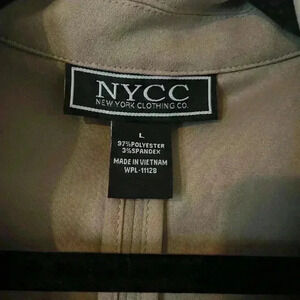 NYCC
NEW YORK CLOTHING CO.
L
97%POLYESTER
3%SPANDEX
MADE IN VIETNAM
WPL-11128